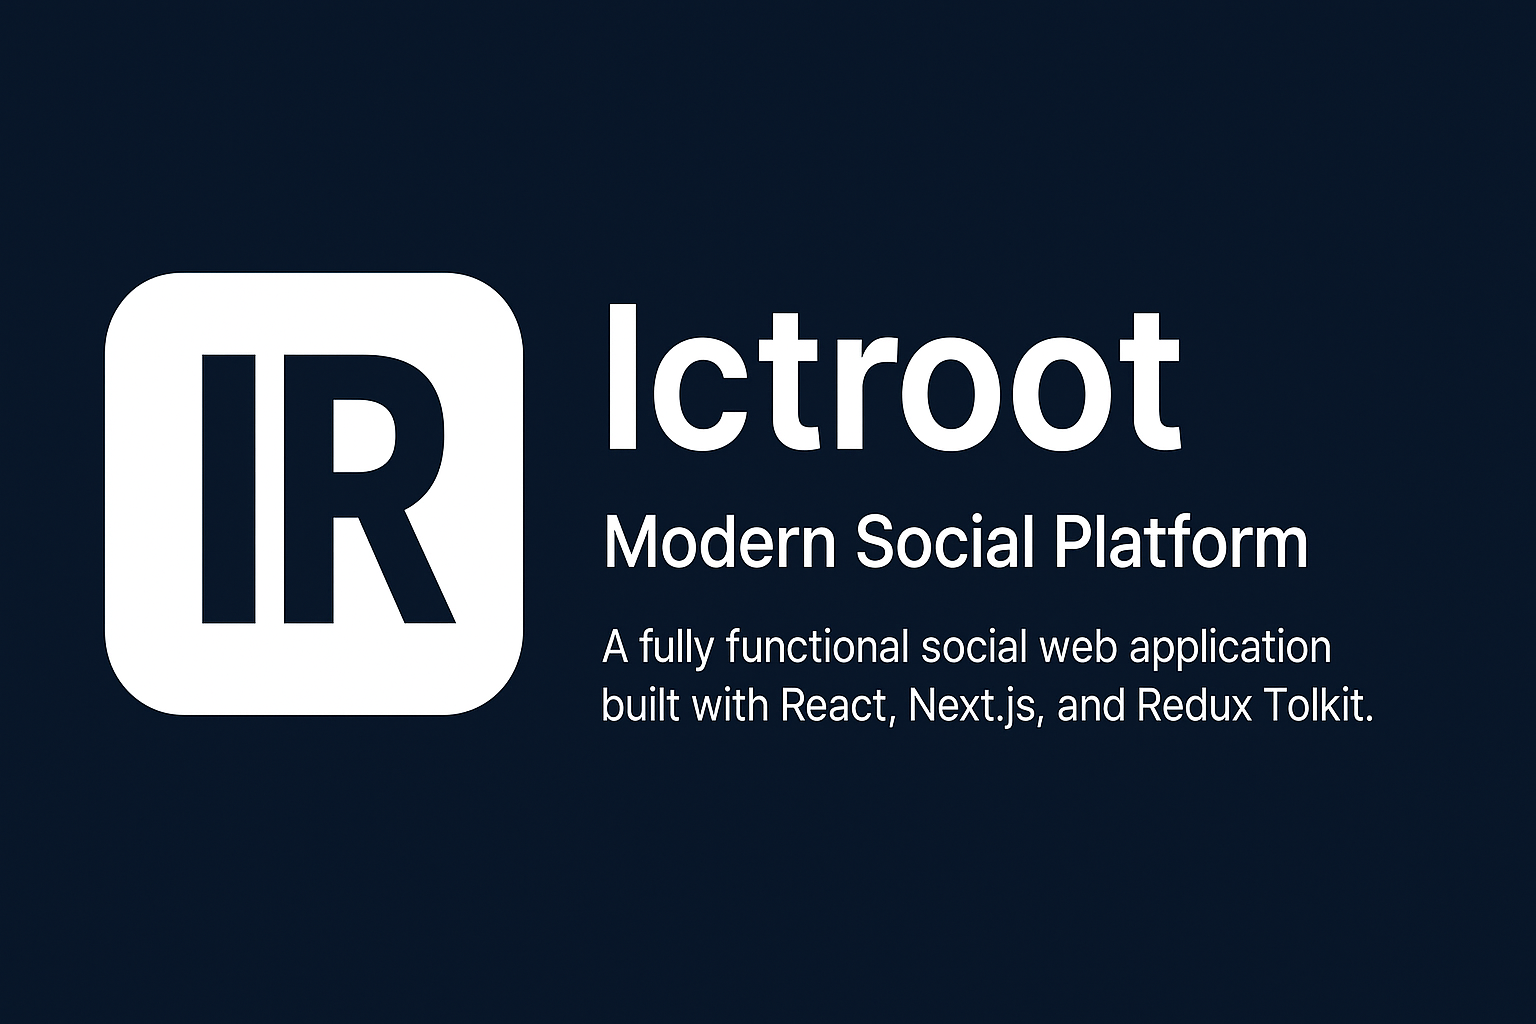 IR
Ictroot
Modern Social Platform
A fully functional social web application
built with React, Next.js, and Redux Tolkit.